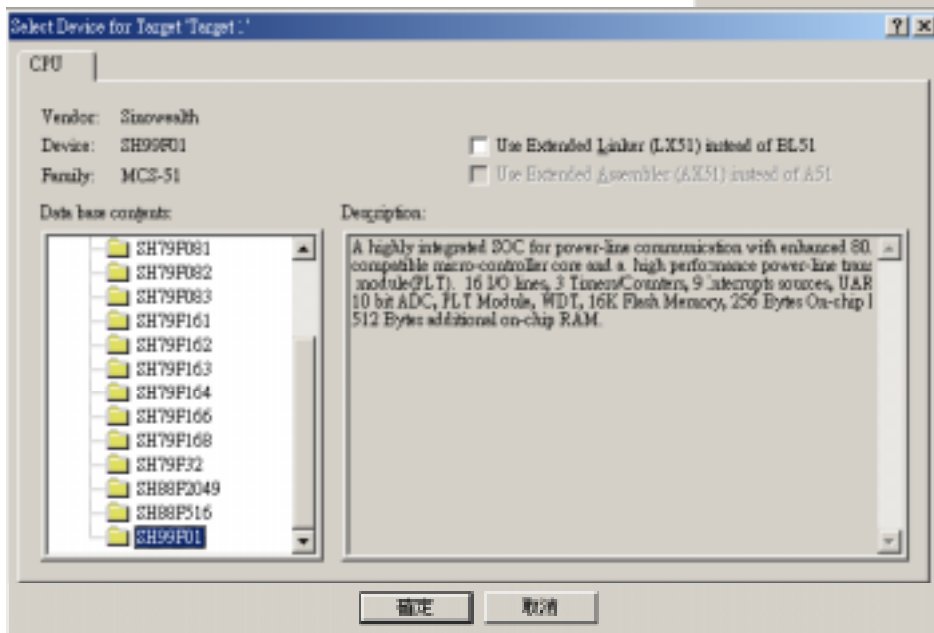 Select Device for Target 'Target 1'
CPU
Vendor: Sinowealth
Device: SH99F01
Family: MCS-51
Use Extended Linker (LX51) instead of BL51
Use Extended Assembler (AX51) instead of A51
Data base contents:
SH79F081
SH79F082
SH79F083
SH79F161
SH79F162
SH79F163
SH79F164
SH79F166
SH79F168
SH79F32
SH88F2049
SH88F516
SH99F01
Description:
A highly integrated SOC for power-line communication with enhanced 80
compatible micro-controller core and a high performance power-line
module(PLT). 16 I/O lines, 3 Timers/Counters, 9 Interrupts sources, UAR
10 bit ADC, PLT Module, WDT, 16K Flash Memory, 256 Bytes On-chip
512 Bytes additional on-chip RAM.
確定
取消